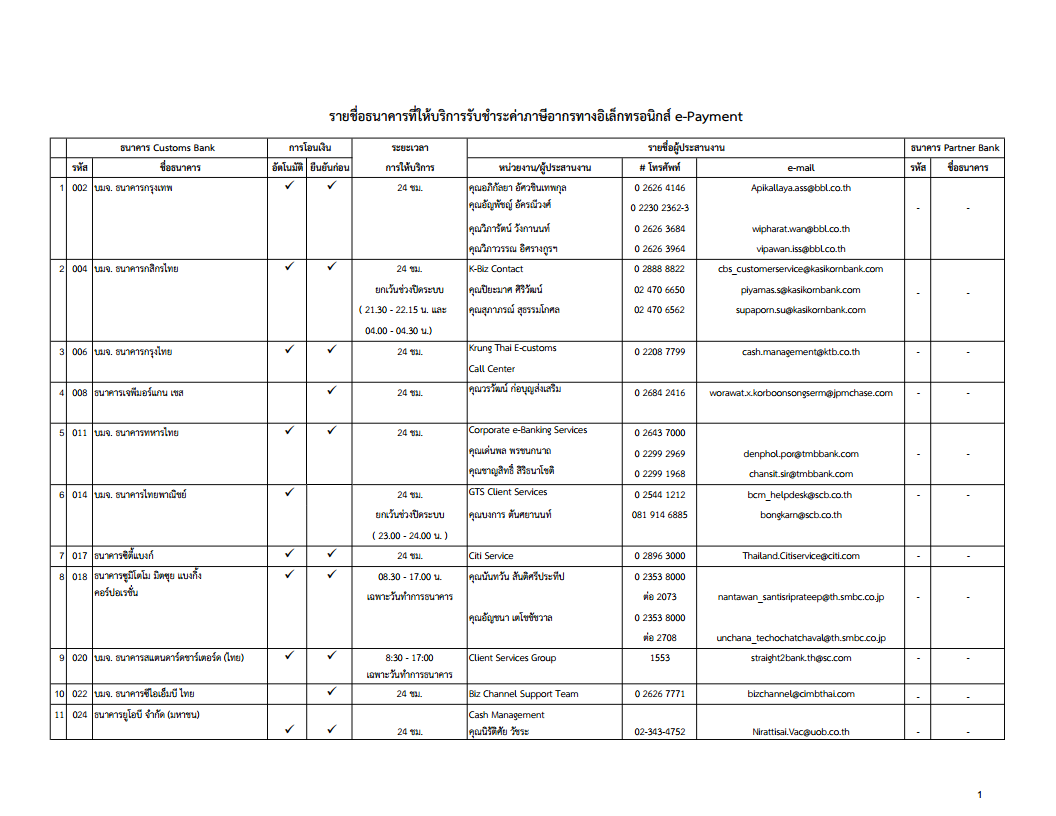 รายชื่อธนาคารที่ให้บริการรับชำระค่าภาษีอากรทางอิเล็กทรอนิกส์ e-Payment
ธนาคาร Customs Bank การโอนเงิน ระยะเวลา รายชื่อผู้ประสานงาน ธนาคาร Partner Bank
รหัส ชื่อธนาคาร อัตโนมัติ ยืนยันก่อน การให้บริการ หน่วยงาน/ผู้ประสานงาน # โทรศัพท์ e-mail รหัส ชื่อธนาคาร
1 002 บมจ. ธนาคารกรุงเทพ ✓ ✓ 24 ชม. คุณอภิกัลยา อัศวชินเทพกุล 0 2626 4146 Apikallaya.ass@bbl.co.th
คุณอัญพัชญ์ อัครณีวงศ์ 0 2230 2362-3 - -
คุณวิภารัตน์ วังกานนท์ 0 2626 3684 wipharat.wan@bbl.co.th
คุณวิภาวรรณ อิศรางกูรฯ 0 2626 3964 vipawan.iss@bbl.co.th
2 004 บมจ. ธนาคารกสิกรไทย ✓ ✓ 24 ชม. K-Biz Contact 0 2888 8822 cbs_customerservice@kasikornbank.com
ยกเว้นช่วงปิดระบบ คุณปิยะมาศ ศิริวัฒน์ 02 470 6650 piyamas.s@kasikornbank.com - -
( 21.30 - 22.15 น. และ คุณสุภาภรณ์ สุธรรมโกศล 02 470 6562 supaporn.su@kasikornbank.com
04.00 - 04.30 น.)
3 006 บมจ. ธนาคารกรุงไทย ✓ ✓ 24 ชม. Krung Thai E-customs 0 2208 7799 cash.management@ktb.co.th - -
Call Center
4 008 ธนาคารเจพีมอร์แกน เชส ✓ 24 ชม. คุณวรวัฒน์ ก่อบุญส่งเสริม 0 2684 2416 worawat.x.korboonsongserm@jpmchase.com - -
5 011 บมจ. ธนาคารทหารไทย ✓ ✓ 24 ชม. Corporate e-Banking Services 0 2643 7000
คุณเด่นพล พรชนกนาถ 0 2299 2969 denphol.por@tmbbank.com - -
คุณชาญสิทธิ์ สิริธนาโชติ 0 2299 1968 chansit.sir@tmbbank.com
6 014 บมจ. ธนาคารไทยพาณิชย์ ✓ 24 ชม. GTS Client Services 0 2544 1212 bcm_helpdesk@scb.co.th - -
ยกเว้นช่วงปิดระบบ คุณบงการ ตันศยานนท์ 081 914 6885 bongkarn@scb.co.th
( 23.00 - 24.00 น. )
7 017 ธนาคารซิตี้แบงก์ ✓ ✓ 24 ชม. Citi Service 0 2896 3000 Thailand.Citiservice@citi.com - -
8 018 ธนาคารซูมิโตโม มิตซุย แบงกิ้ง ✓ ✓ 08.30 - 17.00 น. คุณนันทวัน สันติศรีประทีป 0 2353 8000
คอร์ปอเรชั่น เฉพาะวันทำการธนาคาร ต่อ 2073 nantawan_santisriprateep@th.smbc.co.jp - -
คุณอัญชนา เตโชชัชวาล 0 2353 8000
ต่อ 2708 unchana_techochatchaval@th.smbc.co.jp
9 020 บมจ. ธนาคารสแตนดาร์ดชาร์เตอร์ด (ไทย) ✓ ✓ 8:30 - 17:00 Client Services Group 1553 straight2bank.th@sc.com - -
เฉพาะวันทำการธนาคาร
10 022 บมจ. ธนาคารซีไอเอ็มบี ไทย ✓ 24 ชม. Biz Channel Support Team 0 2626 7771 bizchannel@cimbthai.com - -
11 024 ธนาคารยูโอบี จำกัด (มหาชน) Cash Management
✓ ✓ 24 ชม. คุณนิรัติศัย วัชระ 02-343-4752 Nirattisai.Vac@uob.co.th - -
1